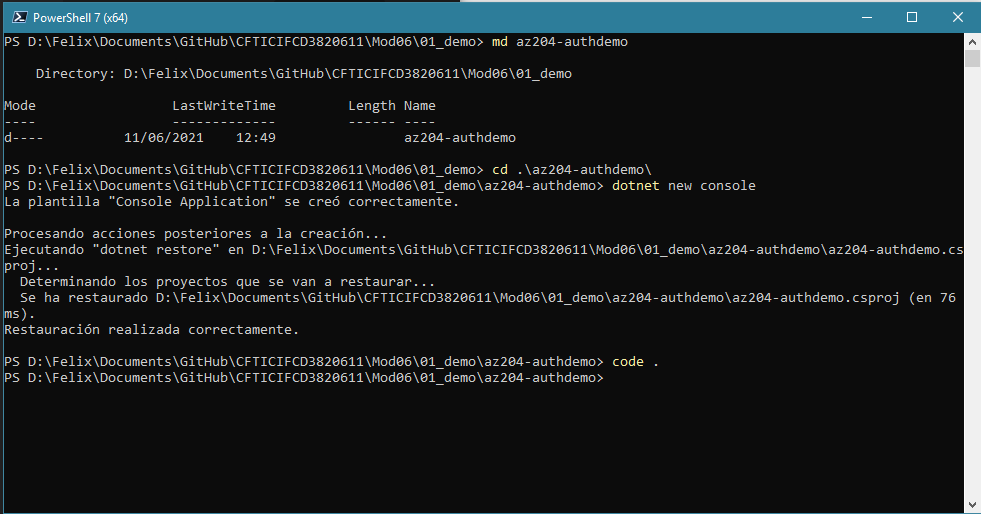 PowerShell 7 (x64)
PS D:\Felix\Documents\GitHub\CFTICIFCD3820611\Mod06\01_demo> md az204-authdemo
    Directory: D:\Felix\Documents\GitHub\CFTICIFCD3820611\Mod06\01_demo
Mode                 LastWriteTime         Length Name
----                 -------------         ------ ----
d----          11/06/2021    12:49                az204-authdemo
PS D:\Felix\Documents\GitHub\CFTICIFCD3820611\Mod06\01_demo> cd .\az204-authdemo\
PS D:\Felix\Documents\GitHub\CFTICIFCD3820611\Mod06\01_demo\az204-authdemo> dotnet new console
La plantilla "Console Application" se creó correctamente.
Procesando acciones posteriores a la creación...
Ejecutando "dotnet restore" en D:\Felix\Documents\GitHub\CFTICIFCD3820611\Mod06\01_demo\az204-authdemo\az204-authdemo.cs
proj...
  Determinando los proyectos que se van a restaurar...
  Se ha restaurado D:\Felix\Documents\GitHub\CFTICIFCD3820611\Mod06\01_demo\az204-authdemo\az204-authdemo.csproj (en 76
ms).
Restauración realizada correctamente.
PS D:\Felix\Documents\GitHub\CFTICIFCD3820611\Mod06\01_demo\az204-authdemo> code .
PS D:\Felix\Documents\GitHub\CFTICIFCD3820611\Mod06\01_demo\az204-authdemo>